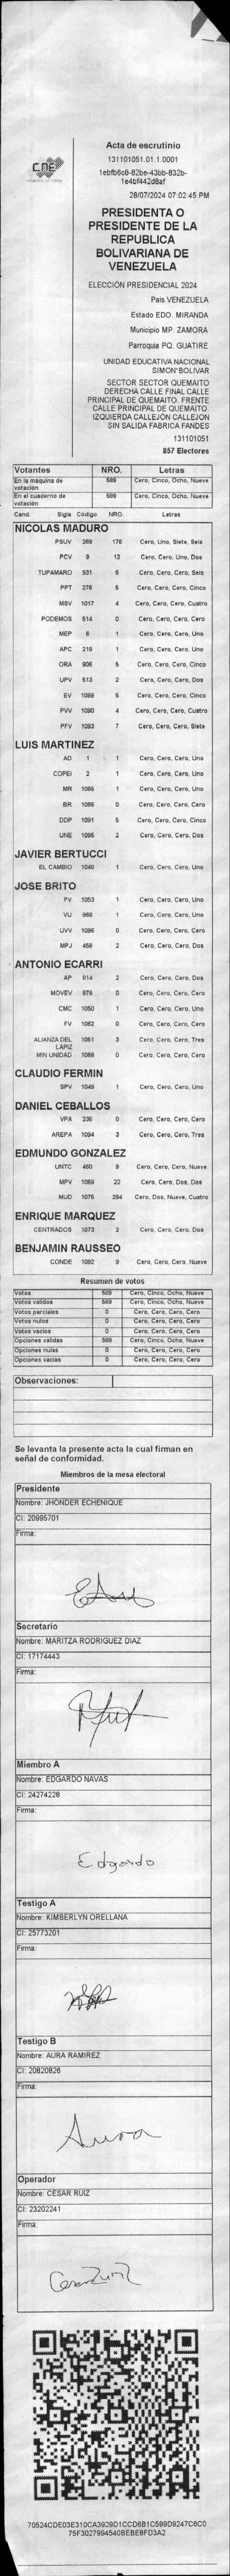 CNE
Acta de escrutinio
131101051.01.1.0001
1ebfb6c8-82be-43bb-832b-
1e4bf442d8af
28/07/2024 07:02:45 PM
PRESIDENTA O
PRESIDENTE DE LA
REPUBLICA
BOLIVARIANA DE
VENEZUELA
ELECCIÓN PRESIDENCIAL 2024
Pais VENEZUELA
Estado EDO. MIRANDA
Municipio MP. ZAMORA
Parroquia PQ. GUATIRE
UNIDAD EDUCATIVA NACIONAL
SIMON BOLIVAR
SECTOR SECTOR QUEMAITO
DERECHA CALLE FINAL CALLE
PRINCIPAL DE QUEMAITO. FRENTE
CALLE PRINCIPAL DE QUEMAITO.
IZQUIERDA CALLEJON CALLEJON
SIN SALIDA FABRICA FANDES
131101051
857 Electores
Votantes NRO. Letras
En la máquina de votación 589 Cero, Cinco, Ocho, Nueve
En el cuaderno de votación 589 Cero, Cinco, Ocho, Nueve
Cand. Sigla Código NRO. Letras
NICOLAS MADURO
PSUV 289 176 Cero, Uno, Siete, Seis
PCV 9 12 Cero, Cero, Uno, Dos
TUPAMARO 931 6 Cero, Cero, Cero, Seis
PPT 276 5 Cero, Cero, Cero, Cinco
MSV 1017 4 Cero, Cero, Cero, Cuatro
PODEMOS 514 0 Cero, Cero, Cero, Cero
MEP 6 1 Cero, Cero, Cero, Uno
APC 219 1 Cero, Cero, Cero, Uno
ORA 906 5 Cero, Cero, Cero, Cinco
UPV 513 2 Cero, Cero, Cero, Dos
EV 1089 5 Cero, Cero, Cero, Cinco
PVV 1090 4 Cero, Cero, Cero, Cuatro
PFV 1093 7 Cero, Cero, Cero, Siete
LUIS MARTINEZ
AD 1 1 Cero, Cero, Cero, Uno
COPEI 2 1 Cero, Cero, Cero, Uno
MR 1065 1 Cero, Cero, Cero, Uno
BR 1066 0 Cero, Cero, Cero, Cero
DDP 1091 5 Cero, Cero, Cero, Cinco
UNE 1095 2 Cero, Cero, Cero, Dos
JAVIER BERTUCCI
EL CAMBIO 1048 1 Cero, Cero, Cero, Uno
JOSE BRITO
PV 1053 1 Cero, Cero, Cero, Uno
VU 868 1 Cero, Cero, Cero, Uno
UVV 1096 0 Cero, Cero, Cero, Cero
MPJ 458 2 Cero, Cero, Cero, Dos
ANTONIO ECARRI
AP 614 2 Cero, Cero, Cero, Dos
MOVEV 679 0 Cero, Cero, Cero, Cero
CMC 1050 1 Cero, Cero, Cero, Uno
FV 1062 0 Cero, Cero, Cero, Cero
ALIANZA DEL LAPIZ 1051 3 Cero, Cero, Cero, Tres
MIN UNIDAD 1068 0 Cero, Cero, Cero, Cero
CLAUDIO FERMIN
SPV 1049 1 Cero, Cero, Cero, Uno
DANIEL CEBALLOS
VPA 236 0 Cero, Cero, Cero, Cero
AREPA 1094 3 Cero, Cero, Cero, Tres
EDMUNDO GONZALEZ
UNTC 460 9 Cero, Cero, Cero, Nueve
MPV 1069 22 Cero, Cero, Dos, Dos
MUD 1075 294 Cero, Dos, Nueve, Cuatro
ENRIQUE MARQUEZ
CENTRADOS 1073 2 Cero, Cero, Cero, Dos
BENJAMIN RAUSSEO
CONDE 1092 9 Cero, Cero, Cero, Nueve
Resumen de votos
Votos 589 Cero, Cinco, Ocho, Nueve
Votos validos 589 Cero, Cinco, Ocho, Nueve
Votos parciales 0 Cero, Cero, Cero, Cero
Votos nulos 0 Cero, Cero, Cero, Cero
Votos vacios 0 Cero, Cero, Cero, Cero
Opciones validas 589 Cero, Cinco, Ocho, Nueve
Opciones nulas 0 Cero, Cero, Cero, Cero
Opciones vacias 0 Cero, Cero, Cero, Cero
Observaciones:
Se levanta la presente acta la cual firman en
señal de conformidad.
Miembros de la mesa electoral
Presidente
Nombre: JHONDER ECHENIQUE
CI: 20995701
Firma:
Secretario
Nombre: MARITZA RODRIGUEZ DIAZ
CI: 17174443
Firma:
Miembro A
Nombre: EDGARDO NAVAS
CI: 24274228
Firma:
Edgardo
Testigo A
Nombre: KIMBERLYN ORELLANA
CI: 25773201
Firma:
Testigo B
Nombre: AURA RAMIREZ
CI: 20820826
Firma:
Aura
Operador
Nombre: CESAR RUIZ
CI: 23202241
Firma:
70524CDE03E310CA3929D1CCD6B1C599D9247C6C0
75F3027994540BEBE8FD3A2